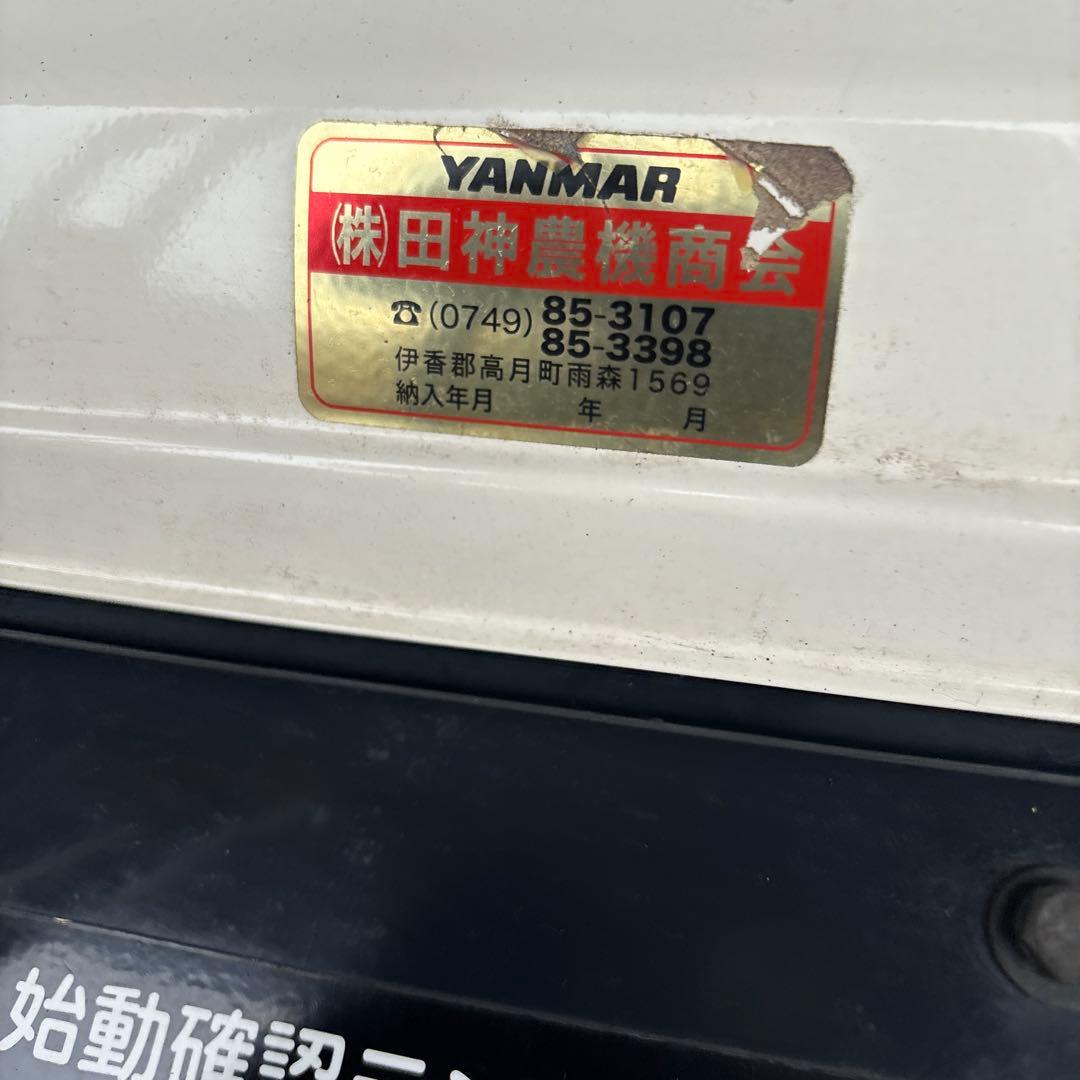 YANMAR
㈱田神農機商会
☎(0749)85-3107
85-3398
伊香郡高月町雨森1569
納入年月 年 月
始動確認ラ